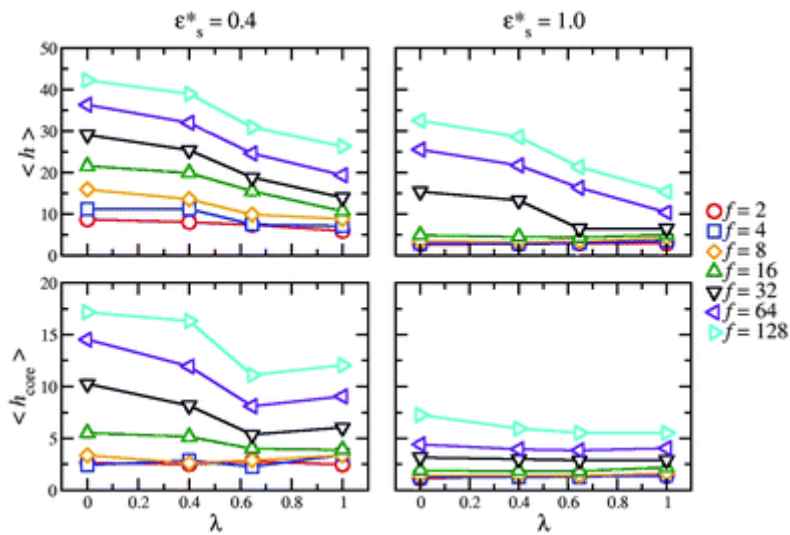 ε*s = 0.4
ε*s = 1.0
50
40
30
20
10
0
< h >
20
15
10
5
0
< hcore >
0 0.2 0.4 0.6 0.8 1
0 0.2 0.4 0.6 0.8 1
λ
λ
f = 2
f = 4
f = 8
f = 16
f = 32
f = 64
f = 128